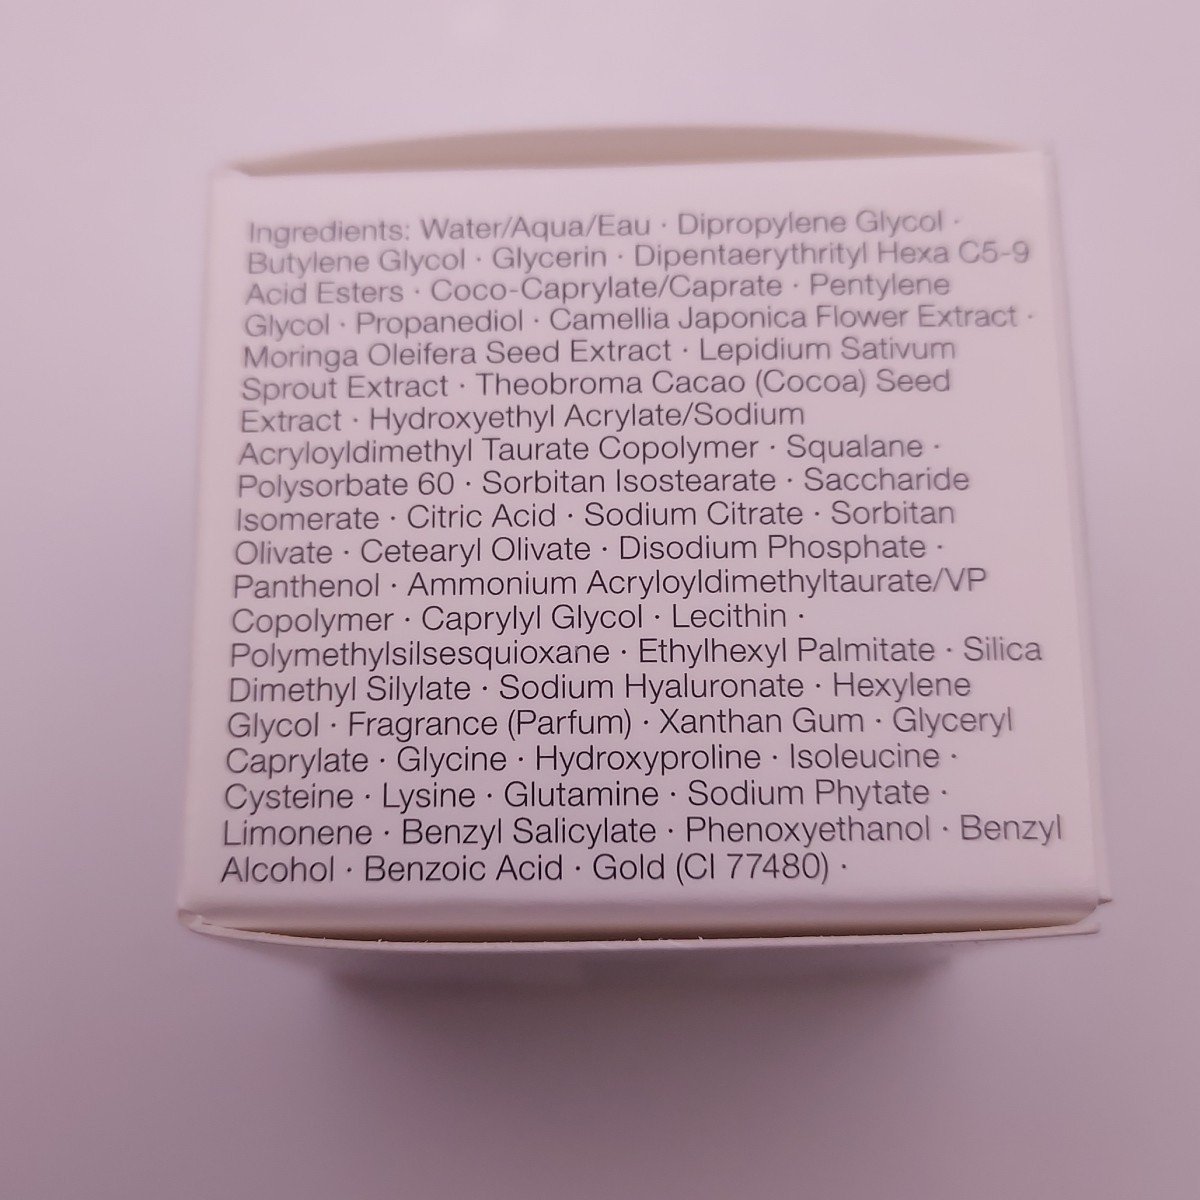 Ingredients: Water/Aqua/Eau · Dipropylene Glycol ·
Butylene Glycol · Glycerin · Dipentaerythrityl Hexa C5-9
Acid Esters · Coco-Caprylate/Caprate · Pentylene
Glycol · Propanediol · Camellia Japonica Flower Extract ·
Moringa Oleifera Seed Extract · Lepidium Sativum
Sprout Extract · Theobroma Cacao (Cocoa) Seed
Extract · Hydroxyethyl Acrylate/Sodium
Acryloyldimethyl Taurate Copolymer · Squalane ·
Polysorbate 60 · Sorbitan Isostearate · Saccharide
Isomerate · Citric Acid · Sodium Citrate · Sorbitan
Olivate · Cetearyl Olivate · Disodium Phosphate ·
Panthenol · Ammonium Acryloyldimethyltaurate/VP
Copolymer · Caprylyl Glycol · Lecithin ·
Polymethylsilsesquioxane · Ethylhexyl Palmitate · Silica
Dimethyl Silylate · Sodium Hyaluronate · Hexylene
Glycol · Fragrance (Parfum) · Xanthan Gum · Glyceryl
Caprylate · Glycine · Hydroxyproline · Isoleucine ·
Cysteine · Lysine · Glutamine · Sodium Phytate ·
Limonene · Benzyl Salicylate · Phenoxyethanol · Benzyl
Alcohol · Benzoic Acid · Gold (CI 77480) ·